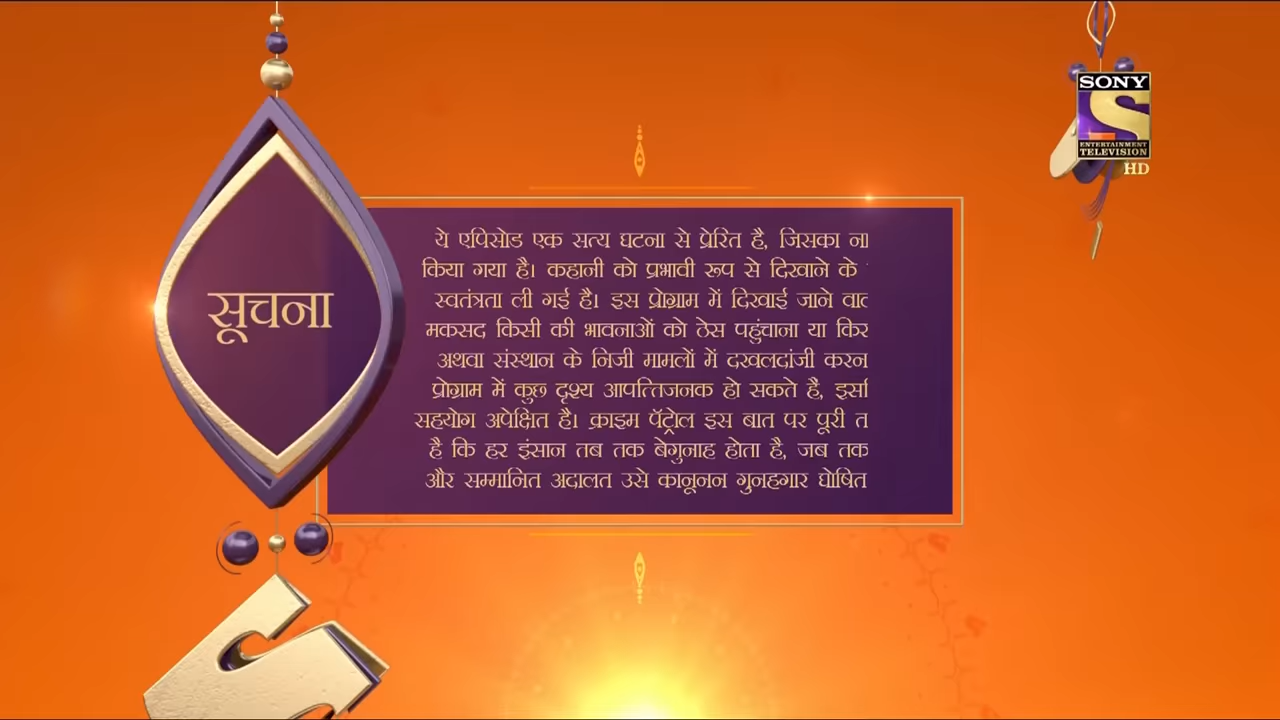 SONY
ENTERTAINMENT
TELEVISION
HD
सूचना
ये एपिसोड एक सत्य घटना से प्रेरित है, जिसका
किया गया है। कहानी को प्रभावी रूप से दिखाने के
स्वतंत्रता ली गई है। इस प्रोग्राम में दिखाई जाने
मकसद किसी की भावनाओं को ठेस पहुंचाना या
अथवा संस्थान के निजी मामलों में दखलदांजी
प्रोग्राम में कुछ दृश्य आपत्तिजनक हो सकते है,
सहयोग अपेक्षित है। क्राइम पॅट्रोल इस बात पर पूरी
है कि हर इंसान तब तक बेगुनाह होता है, जब तक
और सम्मानित अदालत उसे कानूनन गुनहगार घोषित